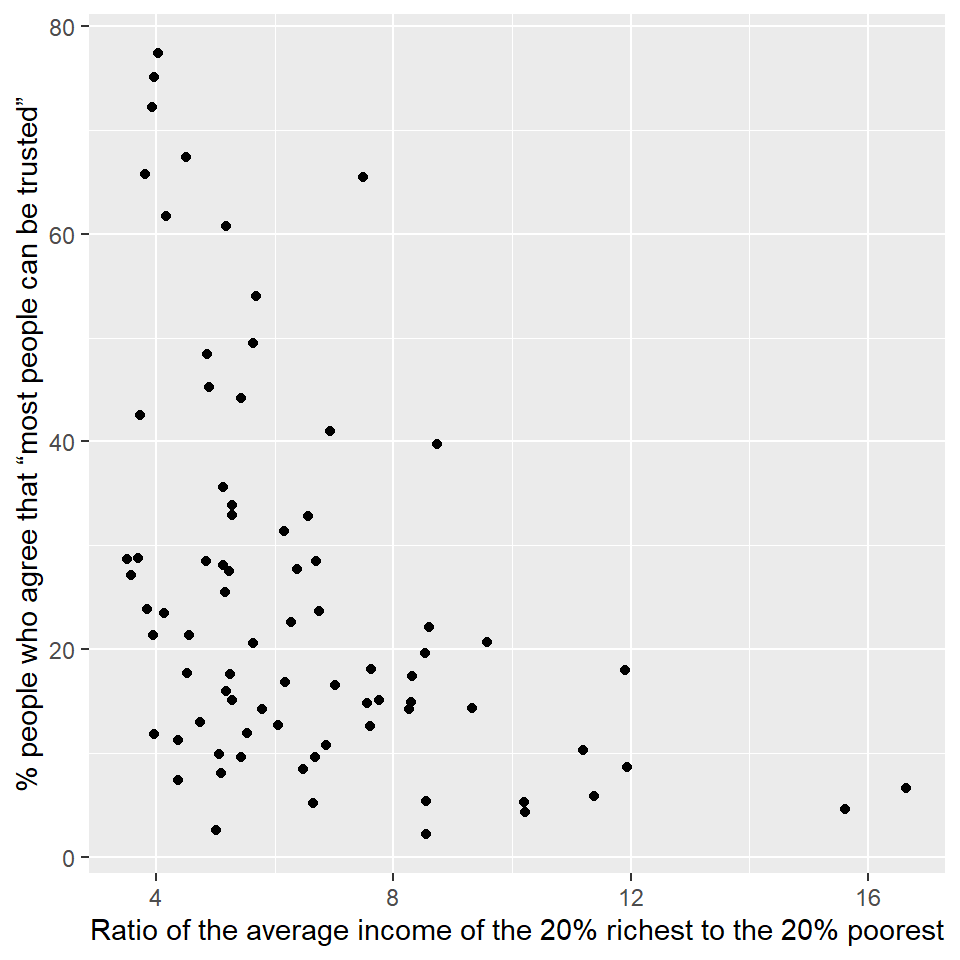 % people who agree that “most people can be trusted”
80
60
40
20
0
4 8 12 16
Ratio of the average income of the 20% richest to the 20% poorest